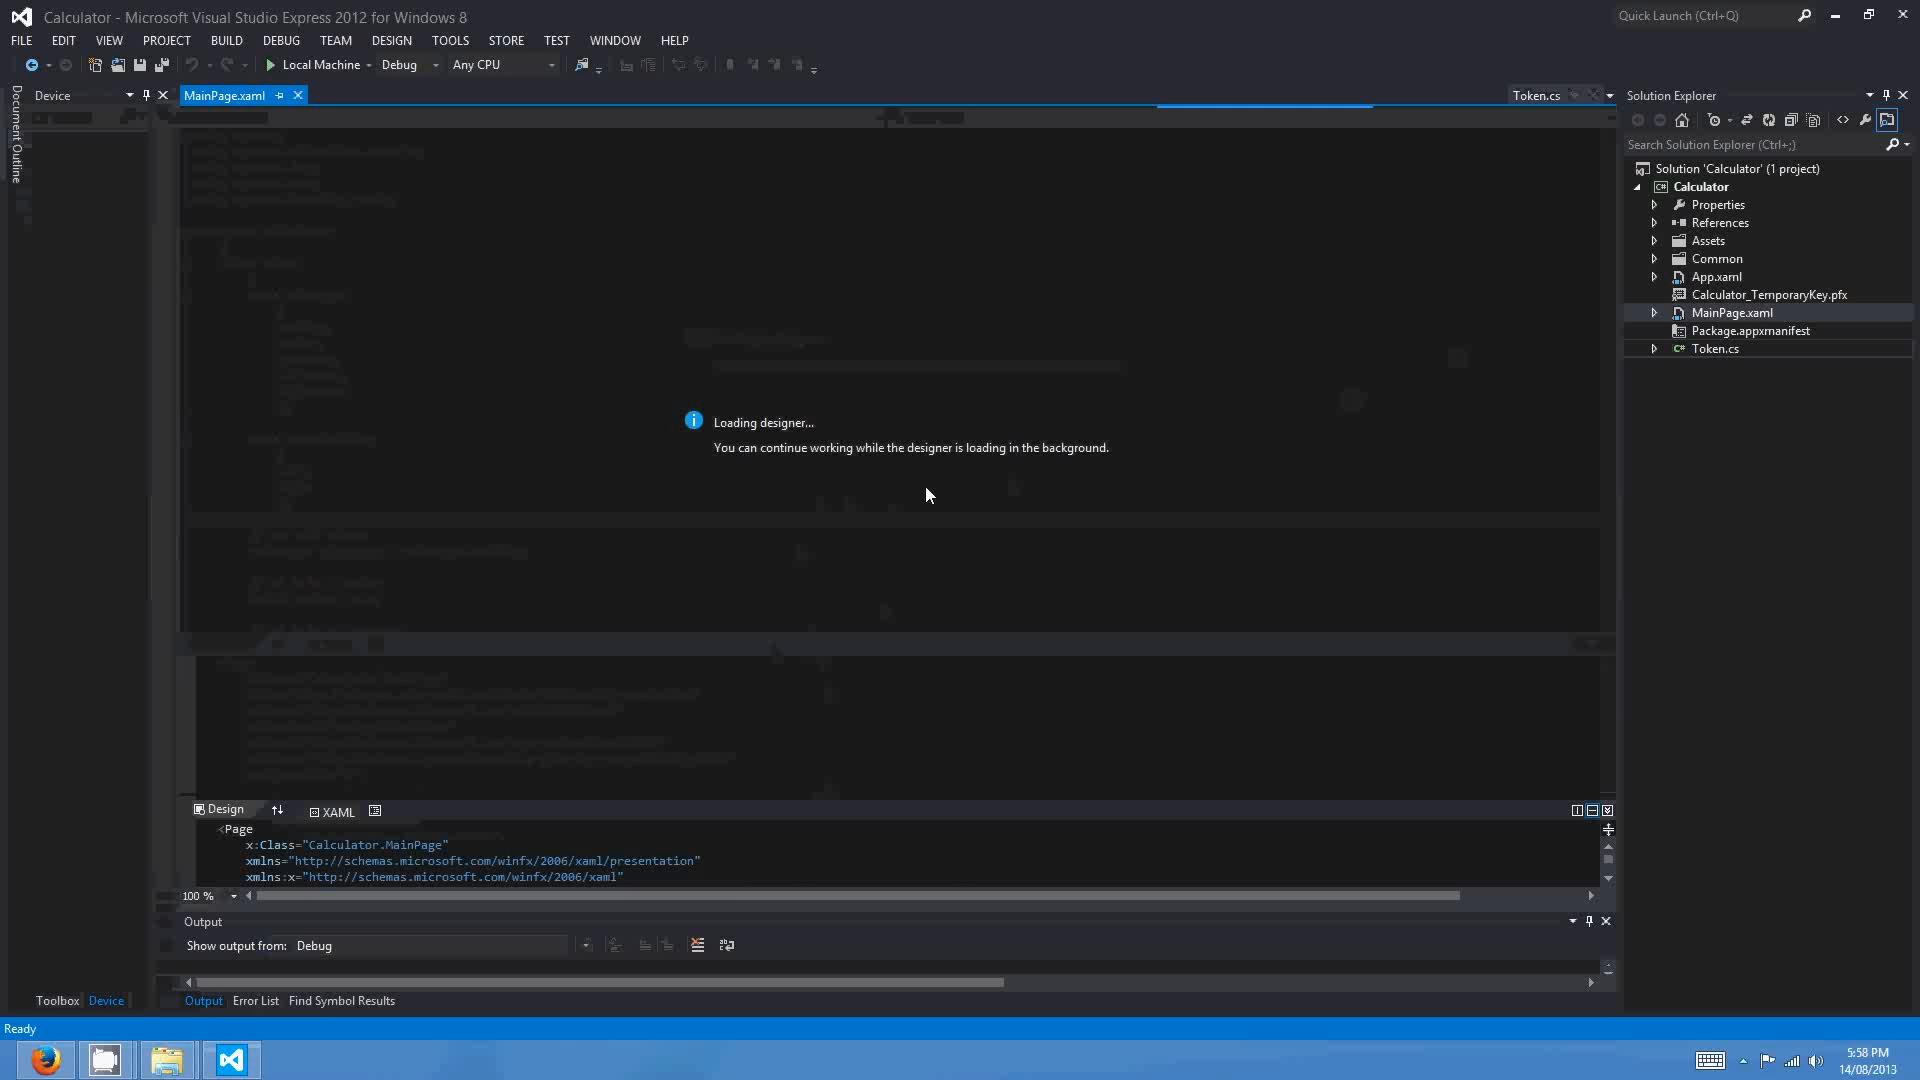 Calculator - Microsoft Visual Studio Express 2012 for Windows 8
Quick Launch (Ctrl+Q)
FILE EDIT VIEW PROJECT BUILD DEBUG TEAM DESIGN TOOLS STORE TEST WINDOW HELP
Local Machine Debug Any CPU
Document Outline
Device
MainPage.xaml
Token.cs
Solution Explorer
Search Solution Explorer (Ctrl+;)
Solution 'Calculator' (1 project)
Calculator
Properties
References
Assets
Common
App.xaml
Calculator_TemporaryKey.pfx
MainPage.xaml
Package.appxmanifest
Token.cs
Loading designer...
You can continue working while the designer is loading in the background.
Design
XAML
<Page
x:Class="Calculator.MainPage"
xmlns="http://schemas.microsoft.com/winfx/2006/xaml/presentation"
xmlns:x="http://schemas.microsoft.com/winfx/2006/xaml"
100 %
Output
Show output from: Debug
Toolbox Device
Output Error List Find Symbol Results
Ready
5:58 PM
14/08/2013